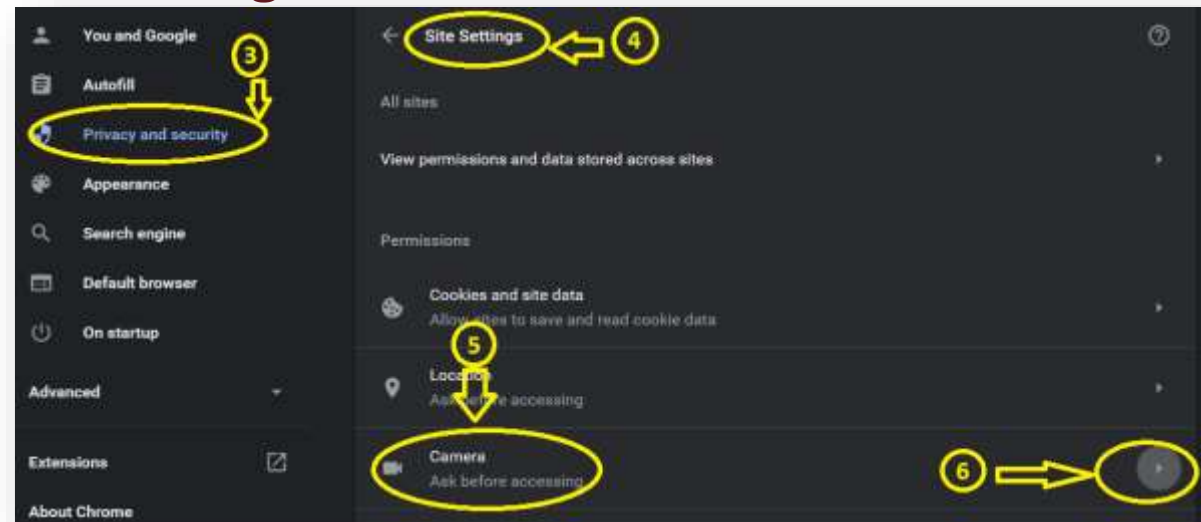 You and Google
Autofill
Privacy and security
Appearance
Search engine
Default browser
On startup
Advanced
Extensions
About Chrome
3
Site Settings
4
All sites
View permissions and data stored across sites
Permissions
Cookies and site data
Allow sites to save and read cookie data
5
Location
Ask before accessing
Camera
Ask before accessing
6